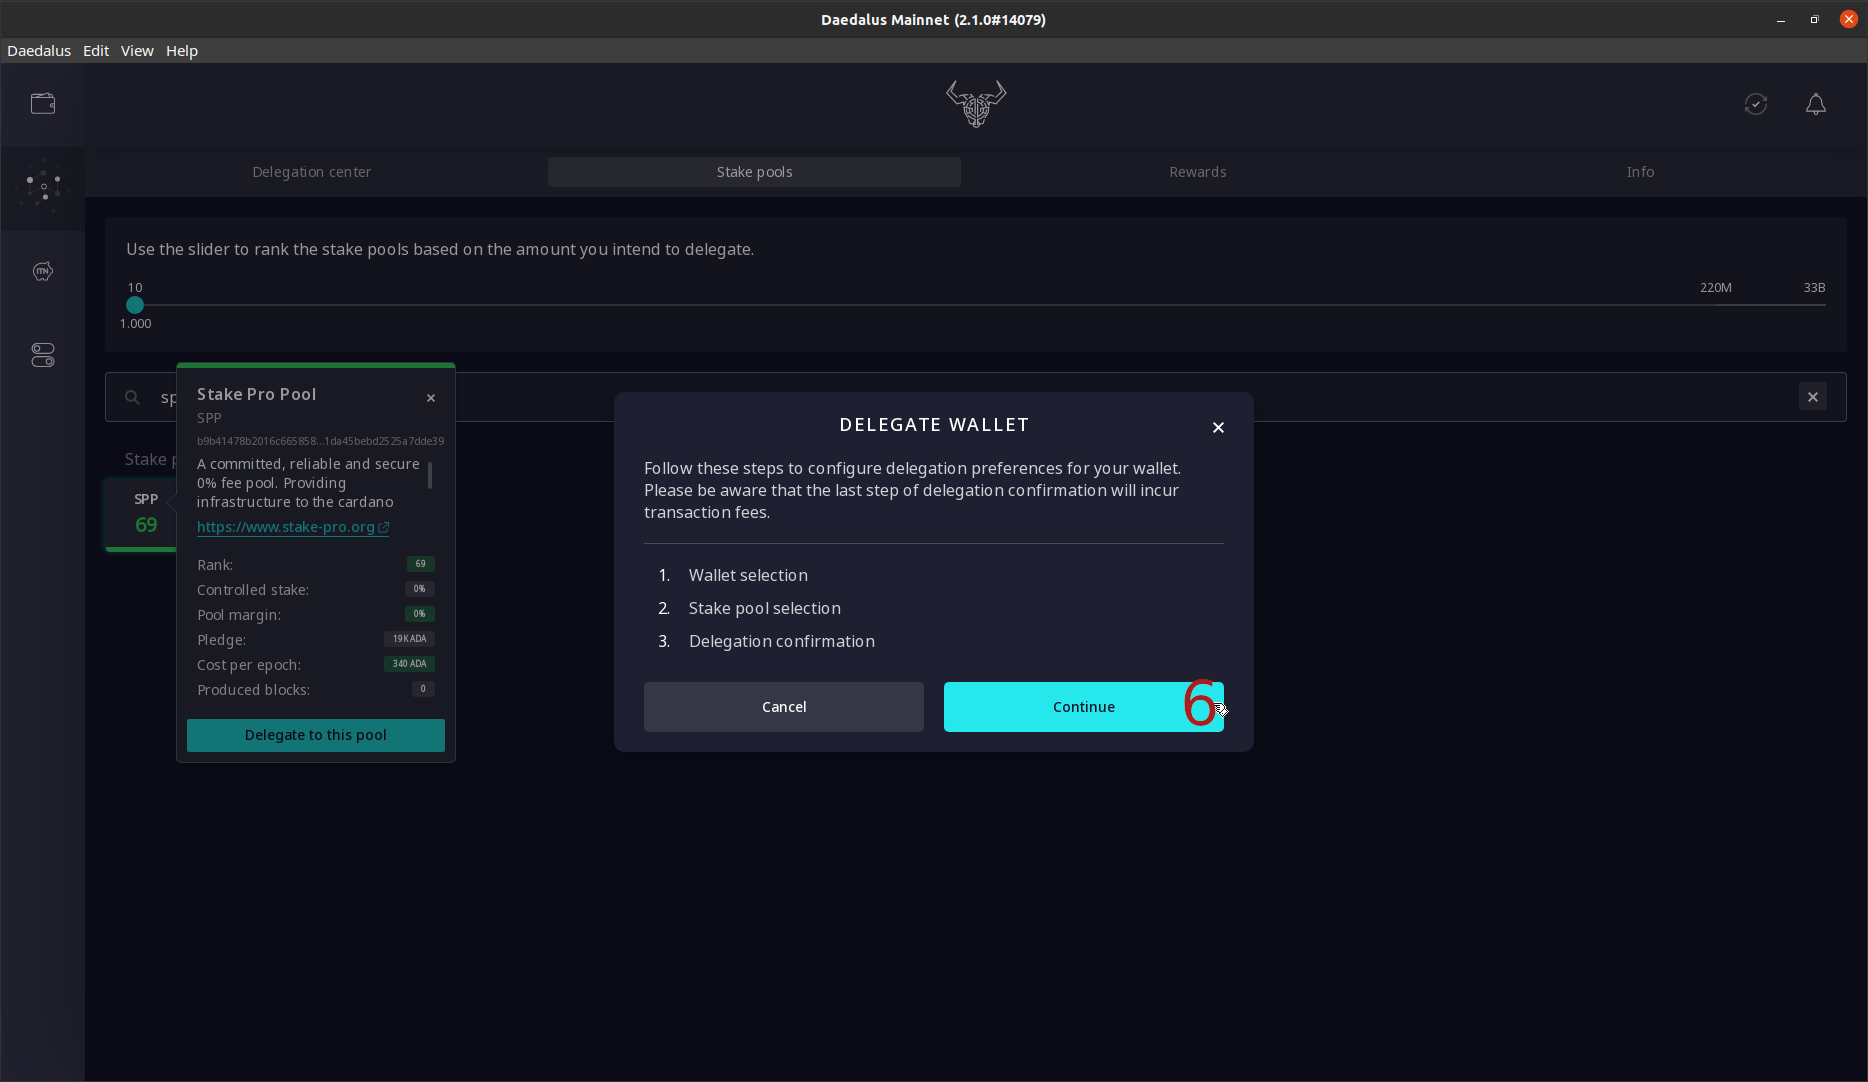 Daedalus Mainnet (2.1.0#14079)
Daedalus Edit View Help
Delegation center
Stake pools
Rewards
Info
Use the slider to rank the stake pools based on the amount you intend to delegate.
10
220M
33B
1.000
sp
Stake p
SPP
69
Stake Pro Pool
SPP
b9b41478b2016c665858...1da45bebd2525a7dde39
A committed, reliable and secure
0% fee pool. Providing
infrastructure to the cardano
https://www.stake-pro.org
Rank: 69
Controlled stake: 0%
Pool margin: 0%
Pledge: 19K ADA
Cost per epoch: 340 ADA
Produced blocks: 0
Delegate to this pool
DELEGATE WALLET
Follow these steps to configure delegation preferences for your wallet.
Please be aware that the last step of delegation confirmation will incur
transaction fees.
1. Wallet selection
2. Stake pool selection
3. Delegation confirmation
Cancel
Continue
6
ITN